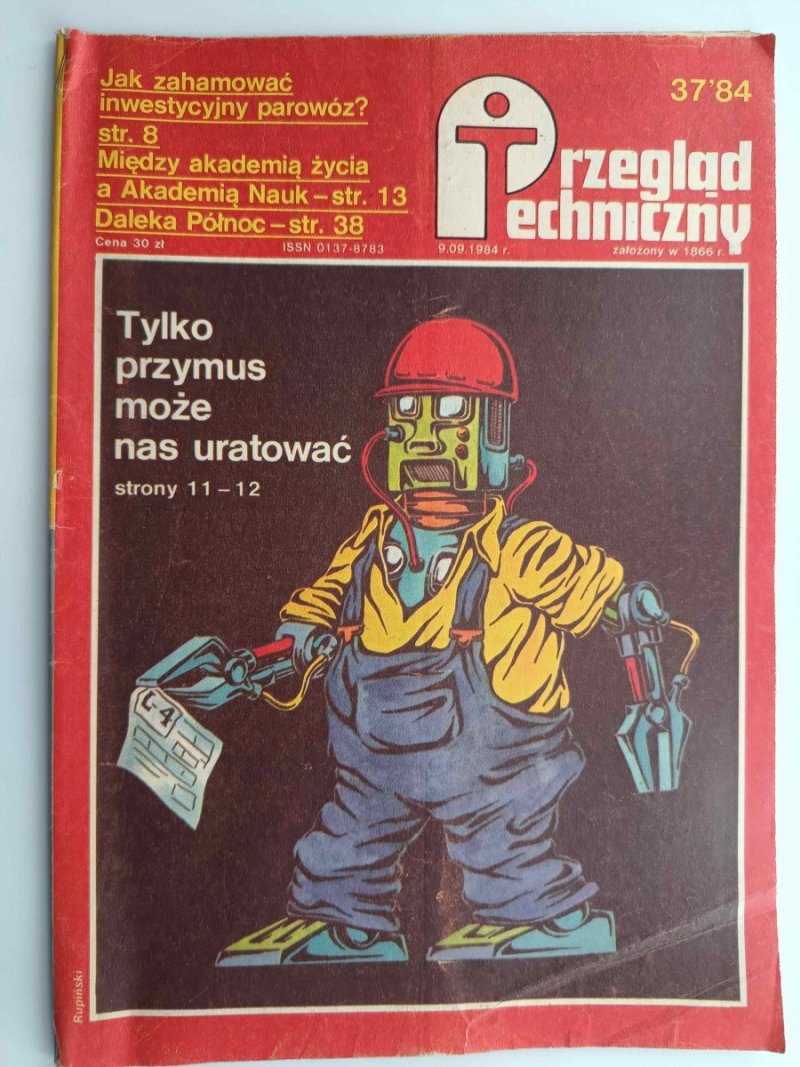 Jak zahamować
inwestycyjny parowóz?
str. 8
Między akademią życia
a Akademią Nauk – str. 13
Daleka Północ – str. 38
Cena 30 zł
ISSN 0137-8783
37'84
Przegląd
Techniczny
9.09.1984 r.
założony w 1866 r.
Tylko
przymus
może
nas uratować
strony 11 – 12
L-4
Rupiński